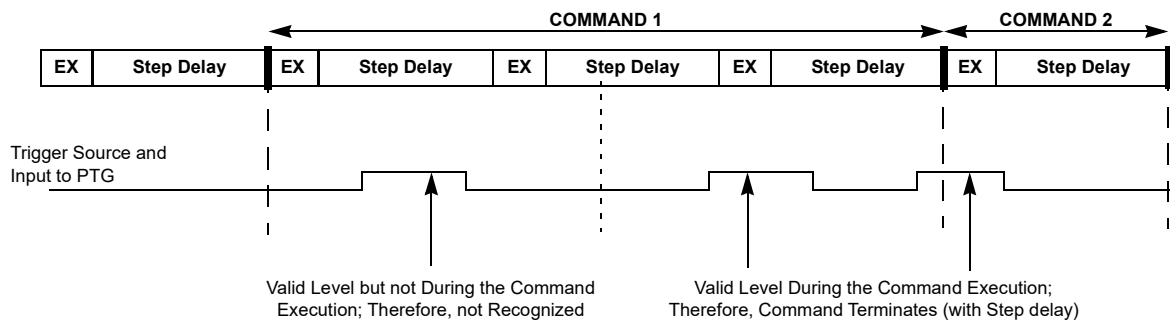 COMMAND 1 COMMAND 2
EX Step Delay EX Step Delay EX Step Delay EX Step Delay EX Step Delay
Trigger Source and
Input to PTG
Valid Level but not During the Command
Execution; Therefore, not Recognized
Valid Level During the Command Execution;
Therefore, Command Terminates (with Step delay)